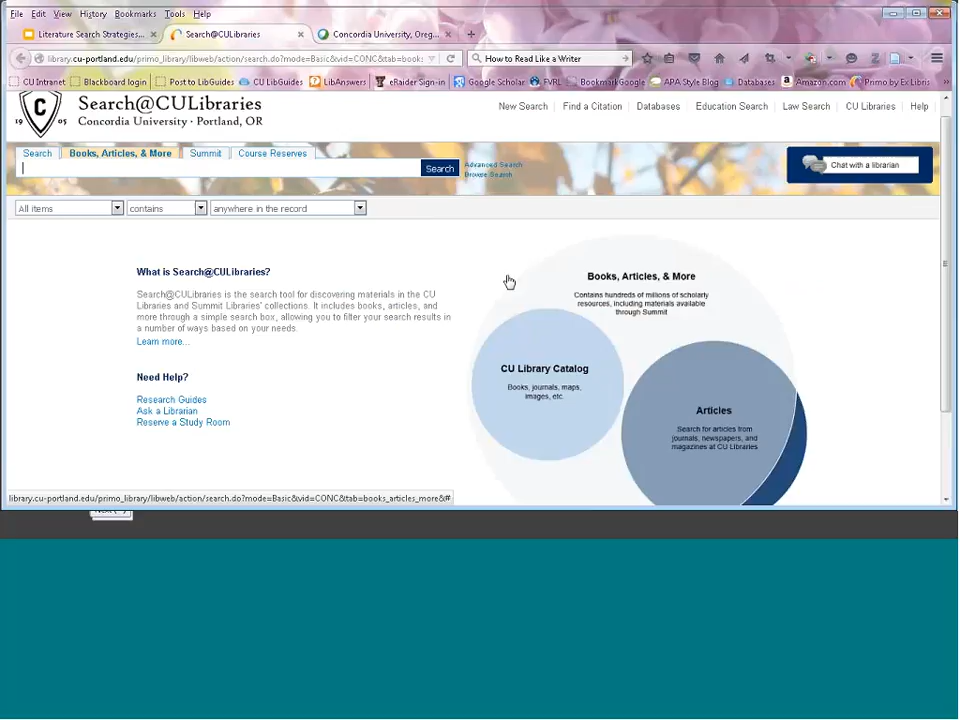 File Edit View History Bookmarks Tools Help
Literature Search Strategies... × Search@CULibraries × Concordia University, Oreg... × +
library.cu-portland.edu/primo_library/libweb/action/search.do?mode=Basic&vid=CONC&tab=book: How to Read Like a Writer
CU Intranet Blackboard login Post to LibGuides CU LibGuides LibAnswers eRaider Sign-in Google Scholar FVRL BookmarkGoogle APA Style Blog Databases Amazon.com Primo by Ex Libris
C
19 05
Search@CULibraries
Concordia University · Portland, OR
New Search Find a Citation Databases Education Search Law Search CU Libraries Help
Search Books, Articles, & More Summit Course Reserves
Search
Advanced Search
Browse Search
Chat with a librarian
All items contains anywhere in the record
What is Search@CULibraries?
Search@CULibraries is the search tool for discovering materials in the CU
Libraries and Summit Libraries' collections. It includes books, articles, and
more through a simple search box, allowing you to filter your search results in
a number of ways based on your needs.
Learn more...
Need Help?
Research Guides
Ask a Librarian
Reserve a Study Room
Books, Articles, & More
Contains hundreds of millions of scholarly
resources, including materials available
through Summit
CU Library Catalog
Books, journals, maps,
images, etc.
Articles
Search for articles from
journals, newspapers, and
magazines at CU Libraries
library.cu-portland.edu/primo_library/libweb/action/search.do?mode=Basic&vid=CONC&tab=books_articles_more&#